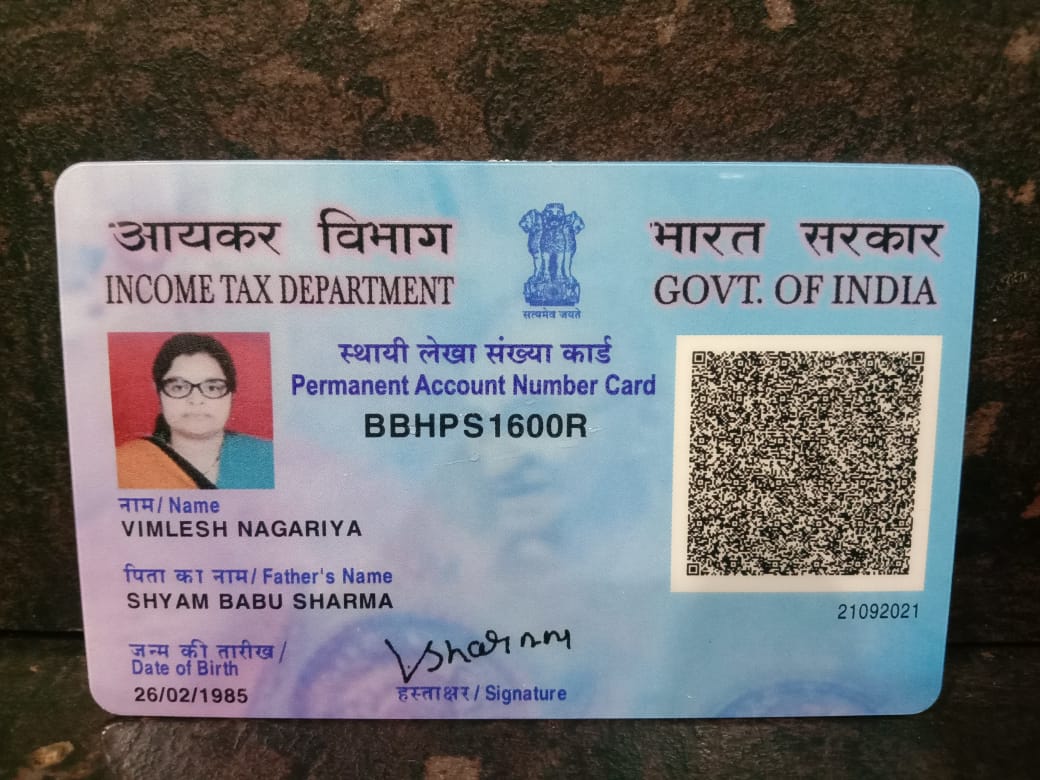 आयकर विभाग
INCOME TAX DEPARTMENT
सत्यमेव जयते
भारत सरकार
GOVT. OF INDIA
स्थायी लेखा संख्या कार्ड
Permanent Account Number Card
BBHPS1600R
नाम / Name
VIMLESH NAGARIYA
पिता का नाम / Father's Name
SHYAM BABU SHARMA
जन्म की तारीख /
Date of Birth
26/02/1985
VSharma
हस्ताक्षर / Signature
21092021